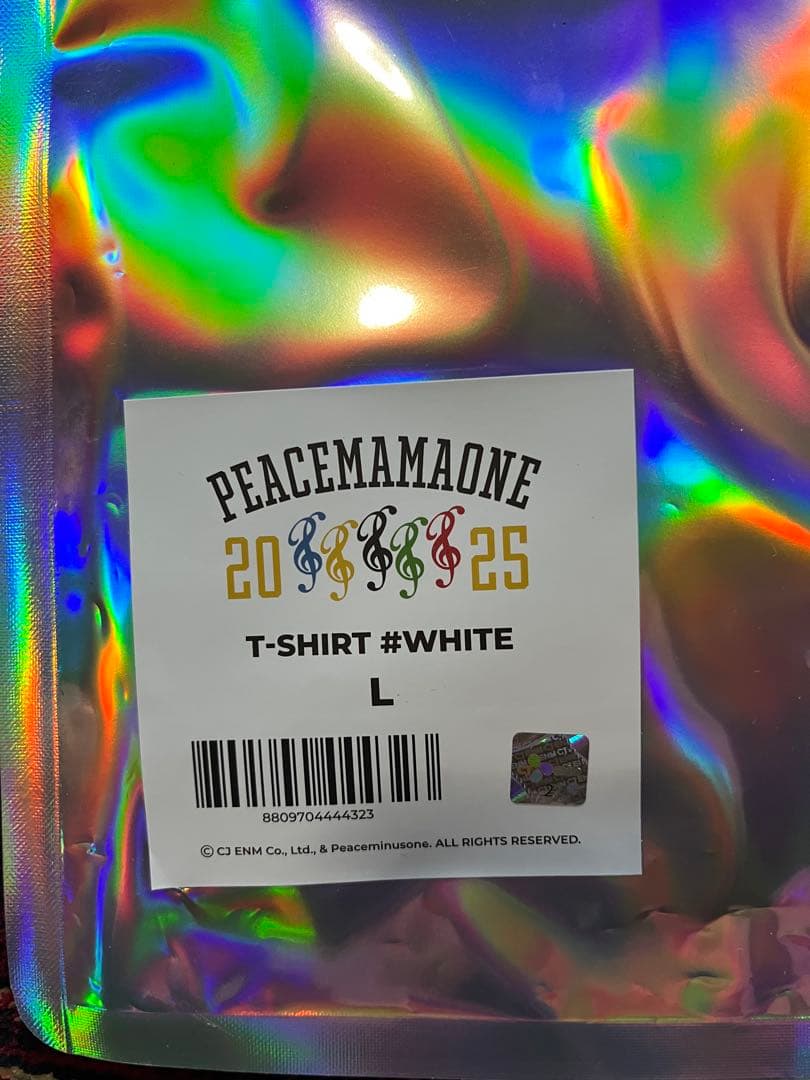 PEACEMAMAONE
20 25
T-SHIRT #WHITE
L
8809704444323
© CJ ENM Co., Ltd., & Peaceminusone. ALL RIGHTS RESERVED.